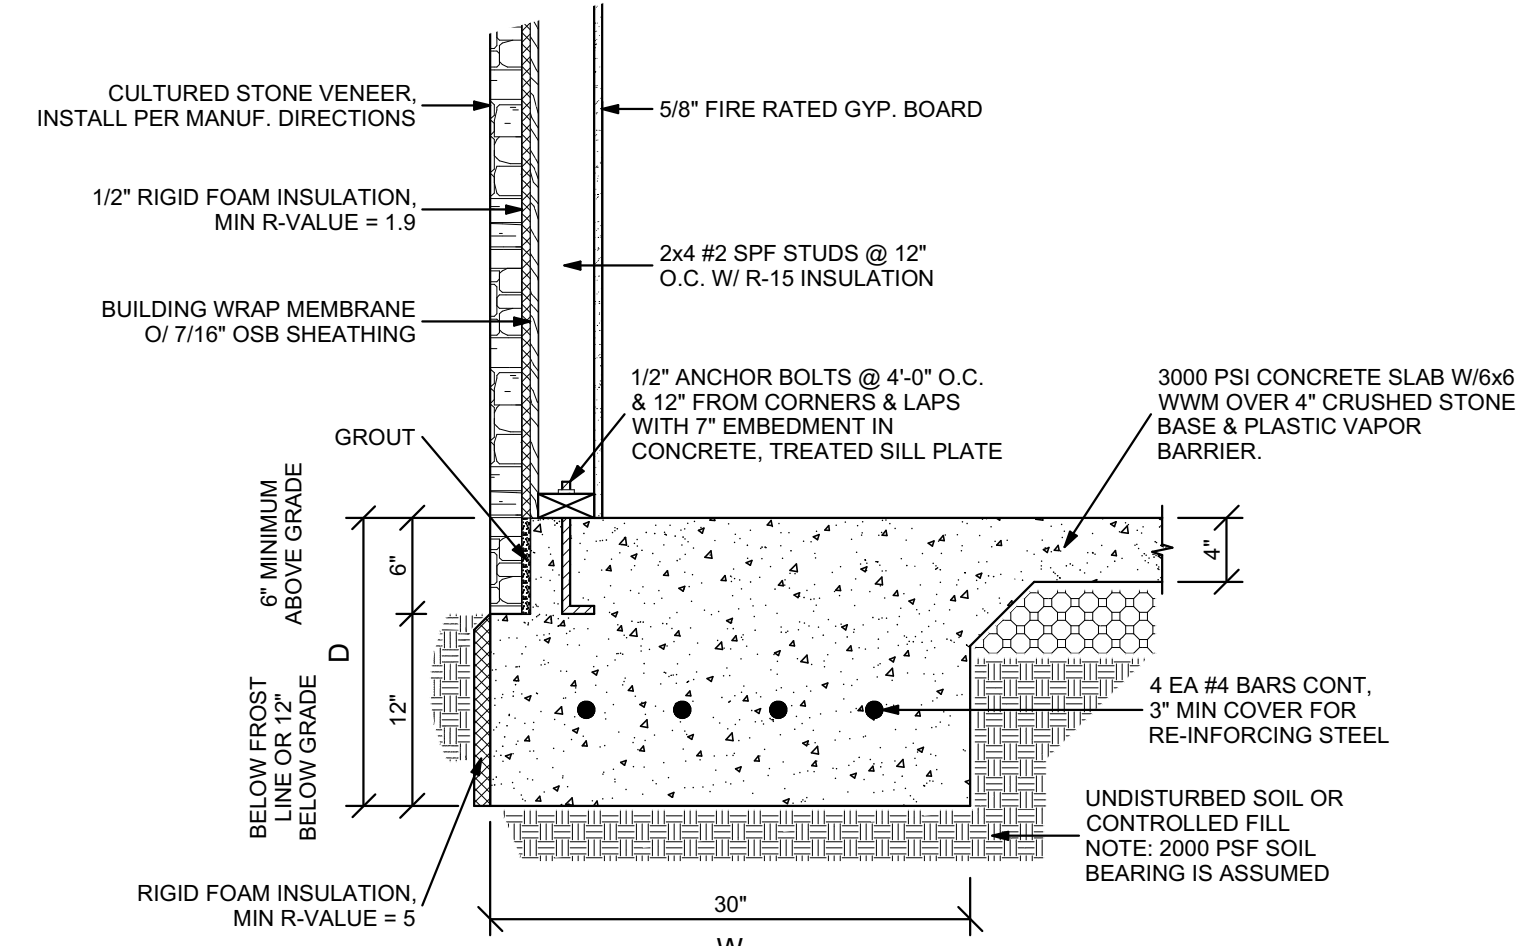 CULTURED STONE VENEER,
INSTALL PER MANUF. DIRECTIONS
5/8" FIRE RATED GYP. BOARD
1/2" RIGID FOAM INSULATION,
MIN R-VALUE = 1.9
2x4 #2 SPF STUDS @ 12"
O.C. W/ R-15 INSULATION
BUILDING WRAP MEMBRANE
O/ 7/16" OSB SHEATHING
1/2" ANCHOR BOLTS @ 4'-0" O.C.
& 12" FROM CORNERS & LAPS
WITH 7" EMBEDMENT IN
CONCRETE, TREATED SILL PLATE
3000 PSI CONCRETE SLAB W/6x6
WWM OVER 4" CRUSHED STONE
BASE & PLASTIC VAPOR
BARRIER.
GROUT
6" MINIMUM
ABOVE GRADE
6"
4"
D
12"
BELOW FROST
LINE OR 12"
BELOW GRADE
4 EA #4 BARS CONT,
3" MIN COVER FOR
RE-INFORCING STEEL
UNDISTURBED SOIL OR
CONTROLLED FILL
NOTE: 2000 PSF SOIL
BEARING IS ASSUMED
RIGID FOAM INSULATION,
MIN R-VALUE = 5
30"
W